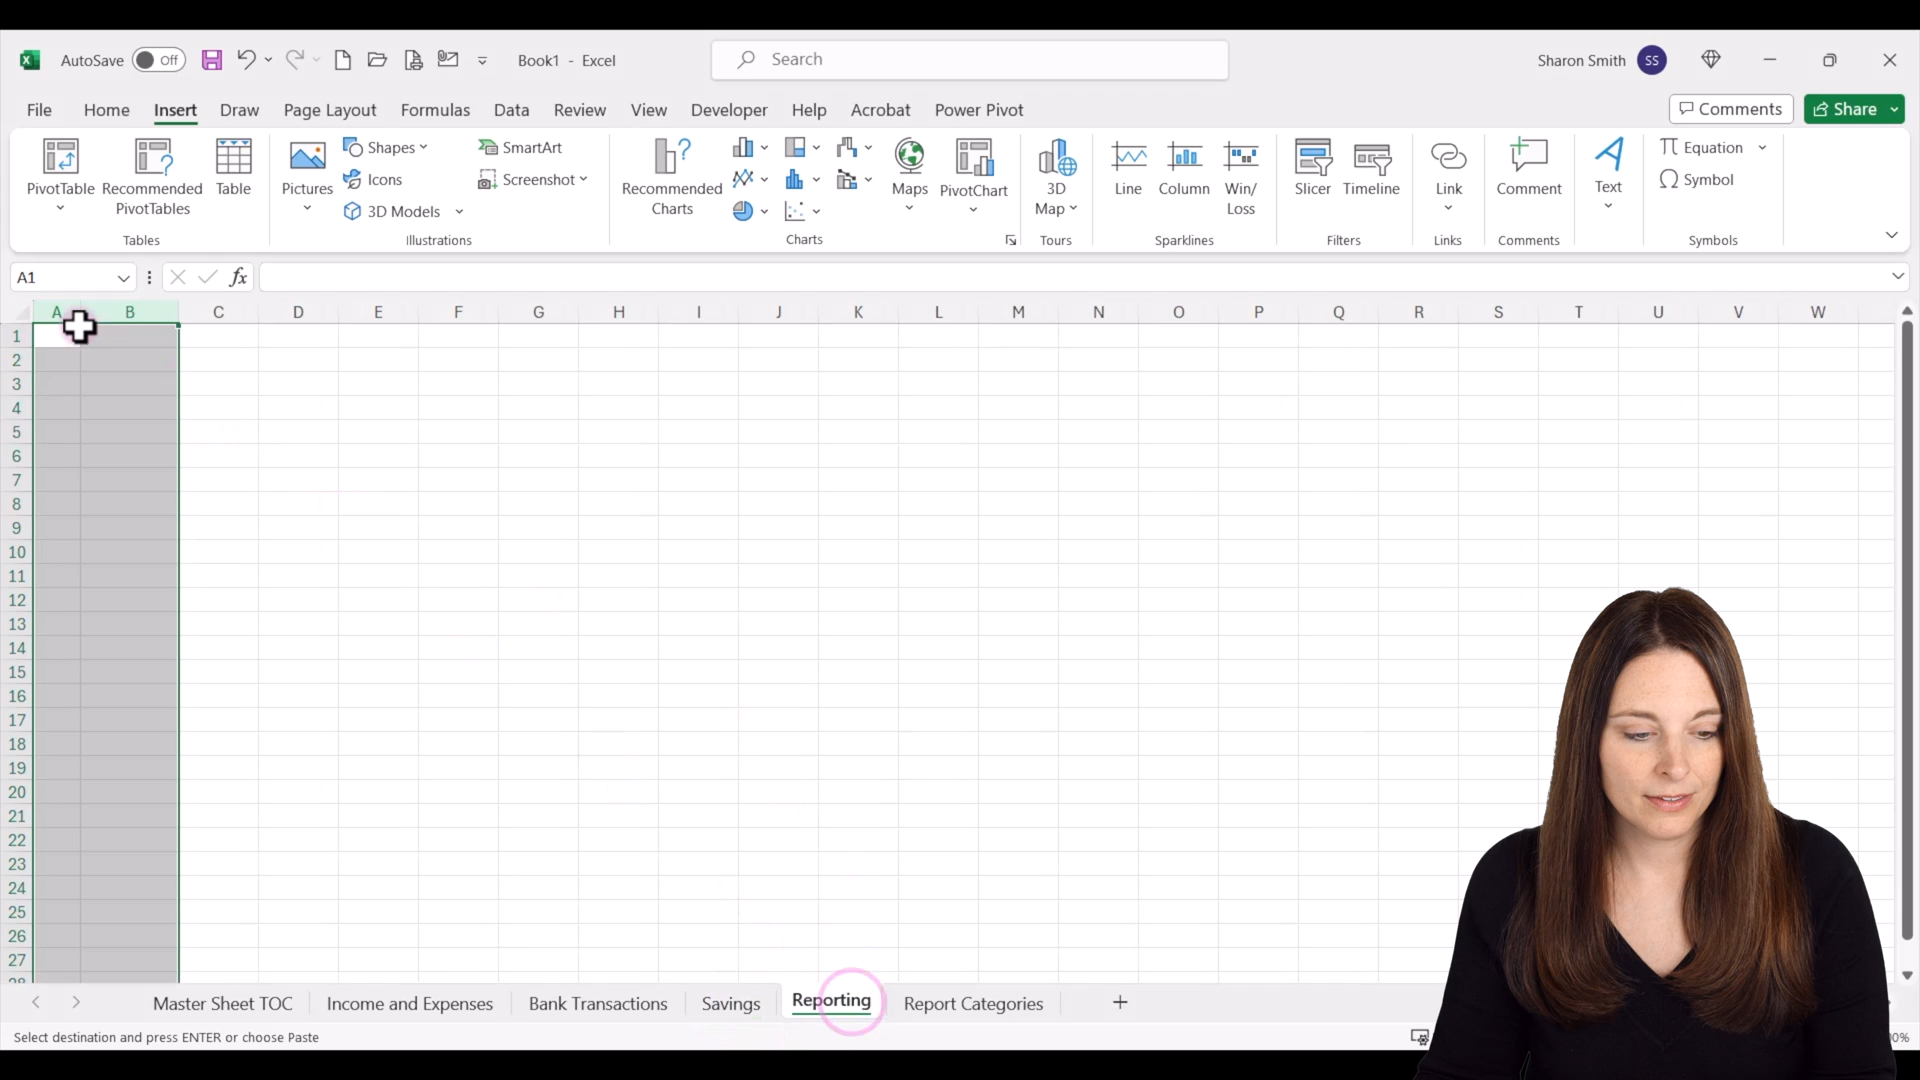 AutoSave Off Book1 - Excel Search Sharon Smith SS
File Home Insert Draw Page Layout Formulas Data Review View Developer Help Acrobat Power Pivot Comments Share
PivotTable
Recommended PivotTables
Table
Tables
Pictures
Shapes
Icons
3D Models
SmartArt
Screenshot
Illustrations
Recommended Charts
Maps
PivotChart
Charts
3D Map
Tours
Line
Column
Win/Loss
Sparklines
Slicer
Timeline
Filters
Link
Links
Comment
Comments
Text
Equation
Symbol
Symbols
A1 fx
A B C D E F G H I J K L M N O P Q R S T U V W
1
2
3
4
5
6
7
8
9
10
11
12
13
14
15
16
17
18
19
20
21
22
23
24
25
26
27
Master Sheet TOC Income and Expenses Bank Transactions Savings Reporting Report Categories
Select destination and press ENTER or choose Paste